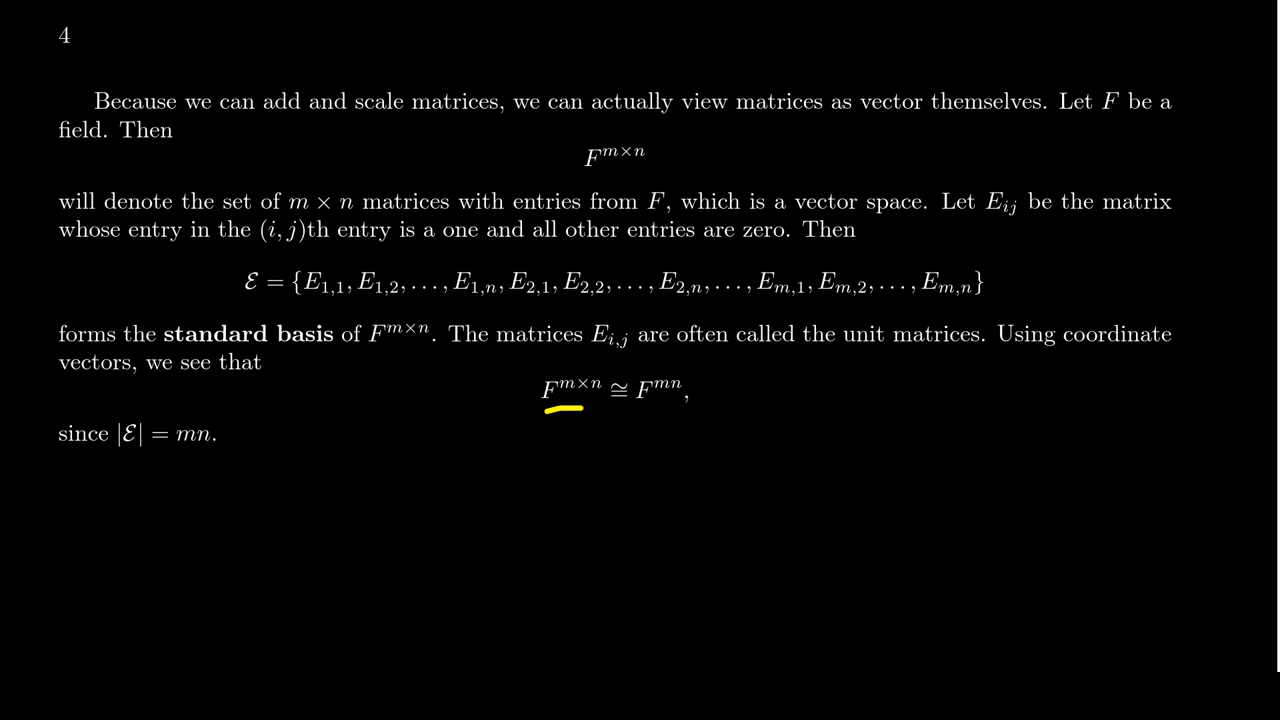 4
Because we can add and scale matrices, we can actually view matrices as vector themselves. Let F be a
field. Then
F^{m×n}
will denote the set of m × n matrices with entries from F, which is a vector space. Let E_{ij} be the matrix
whose entry in the (i, j)th entry is a one and all other entries are zero. Then
ℰ = {E_{1,1}, E_{1,2}, . . . , E_{1,n}, E_{2,1}, E_{2,2}, . . . , E_{2,n}, . . . , E_{m,1}, E_{m,2}, . . . , E_{m,n}}
forms the standard basis of F^{m×n}. The matrices E_{i,j} are often called the unit matrices. Using coordinate
vectors, we see that
F^{m×n} ≅ F^{mn},
since |ℰ| = mn.